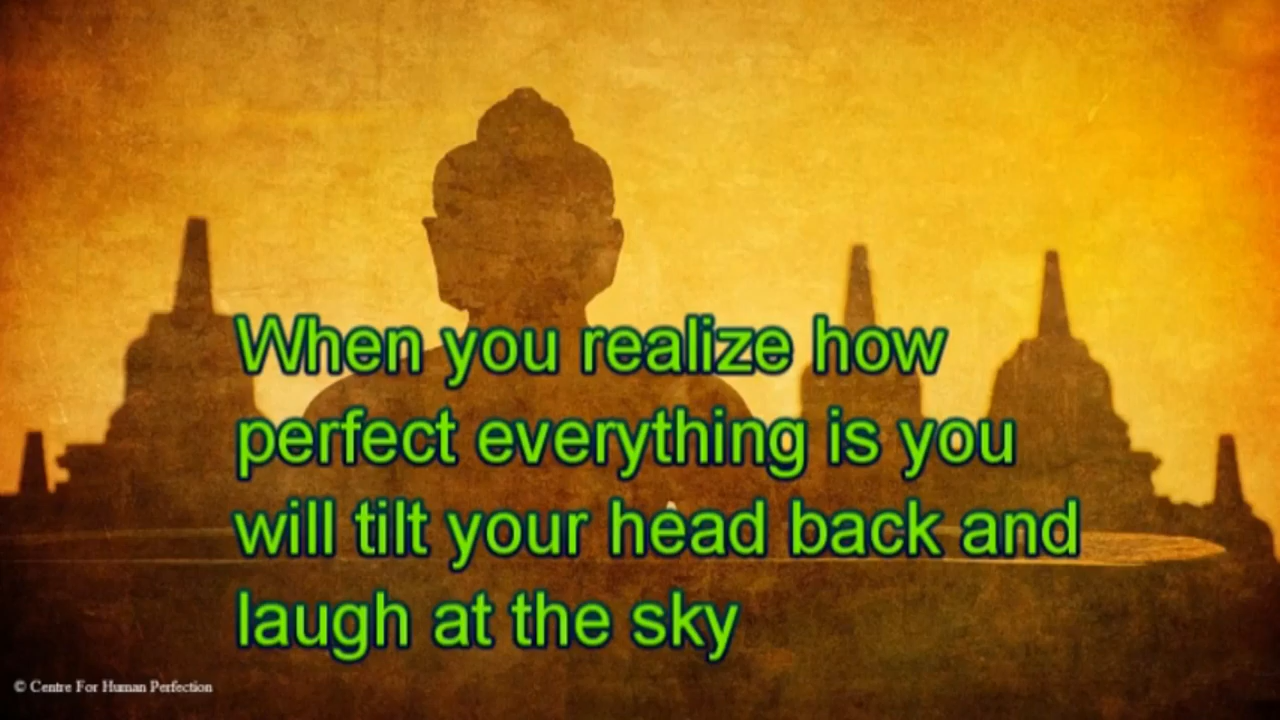 When you realize how
perfect everything is you
will tilt your head back and
laugh at the sky
© Centre For Human Perfection